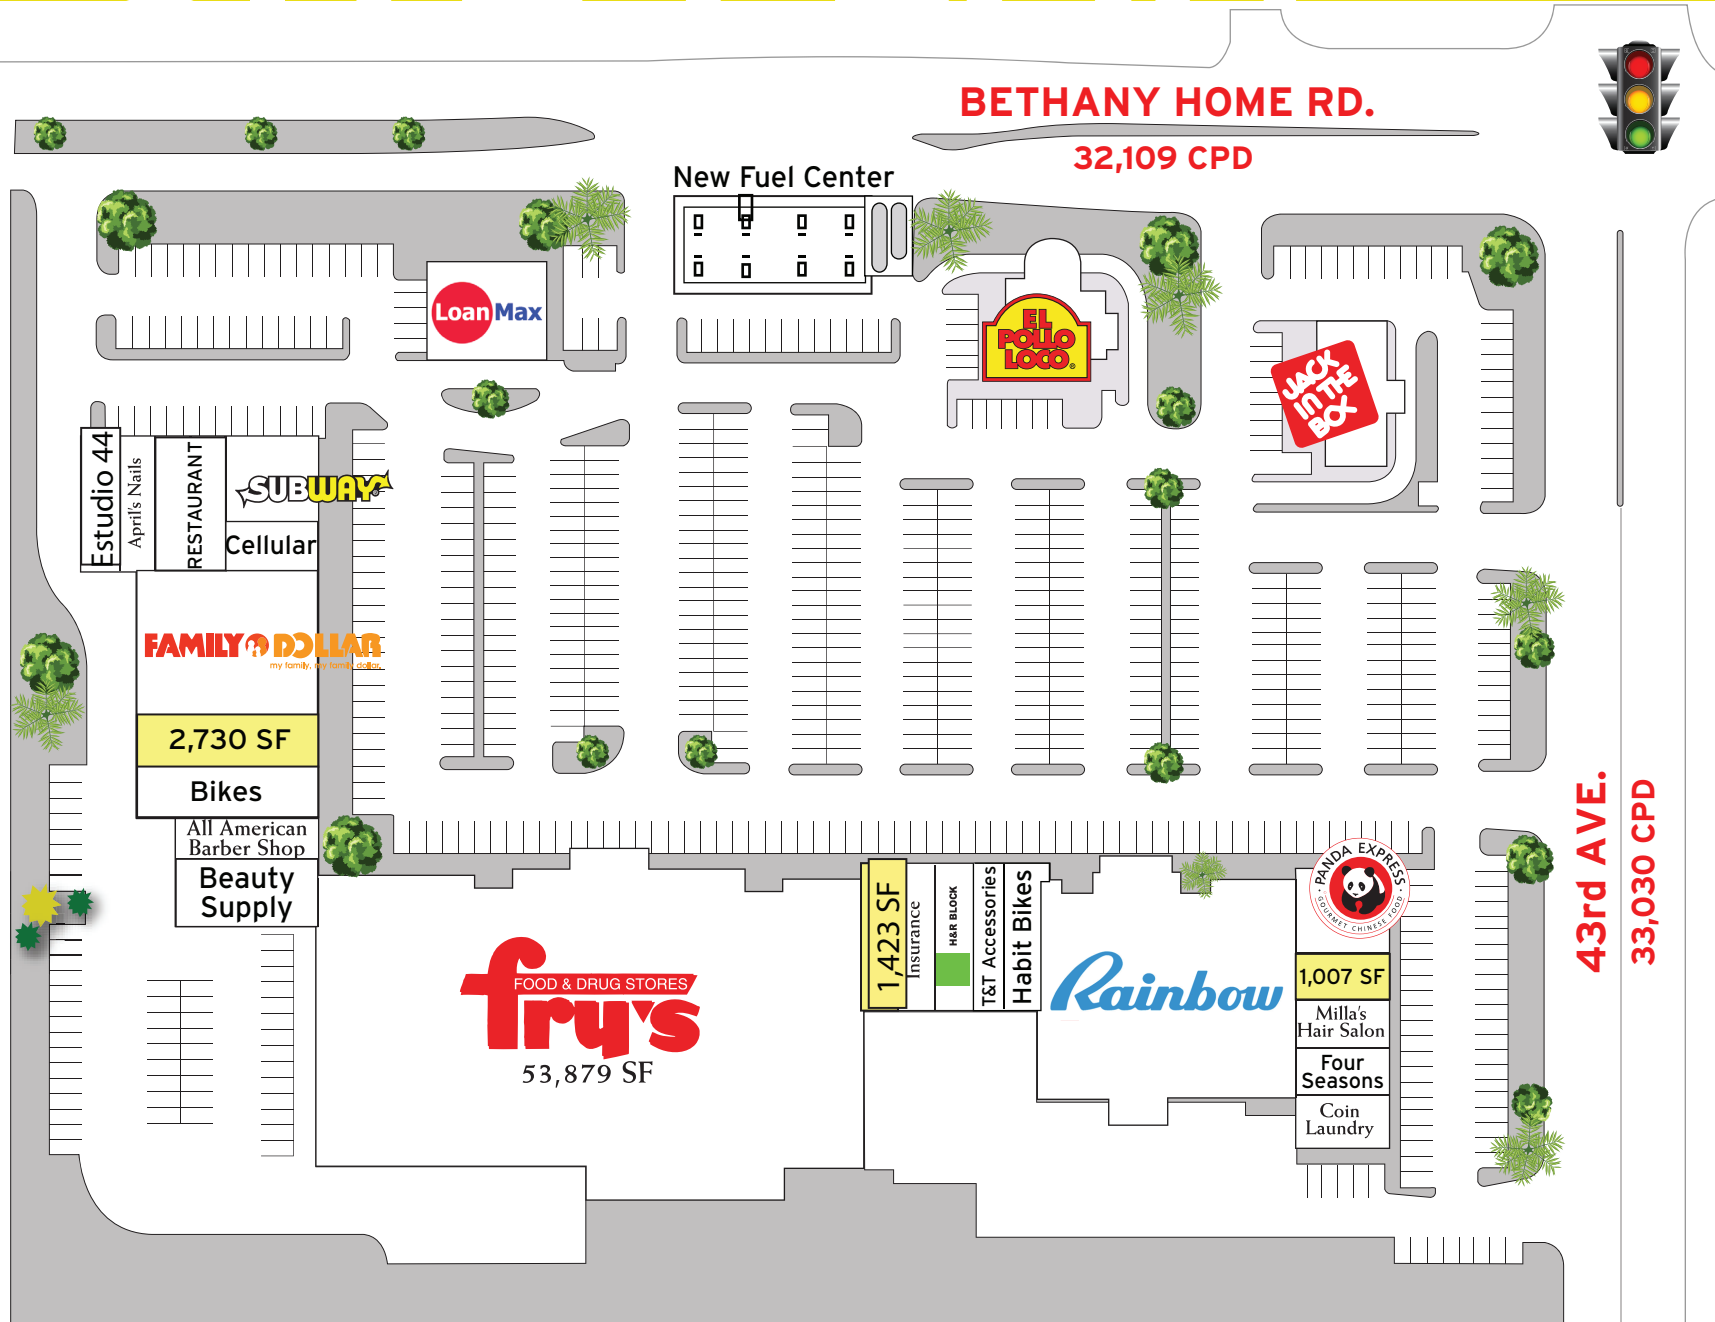 BETHANY HOME RD.
32,109 CPD
New Fuel Center
LoanMax
EL
POLLO
LOCO®
JACK
IN THE
BOX
Estudio 44
April's Nails
RESTAURANT
SUBWAY®
Cellular
FAMILY DOLLAR
my family, my family dollar.
2,730 SF
Bikes
All American
Barber Shop
Beauty
Supply
fry's
FOOD & DRUG STORES
53,879 SF
1,423 SF
Insurance
H&R BLOCK
T&T Accessories
Habit Bikes
Rainbow
PANDA EXPRESS
GOURMET CHINESE FOOD
1,007 SF
Milla's
Hair Salon
Four
Seasons
Coin
Laundry
43rd AVE.
33,030 CPD